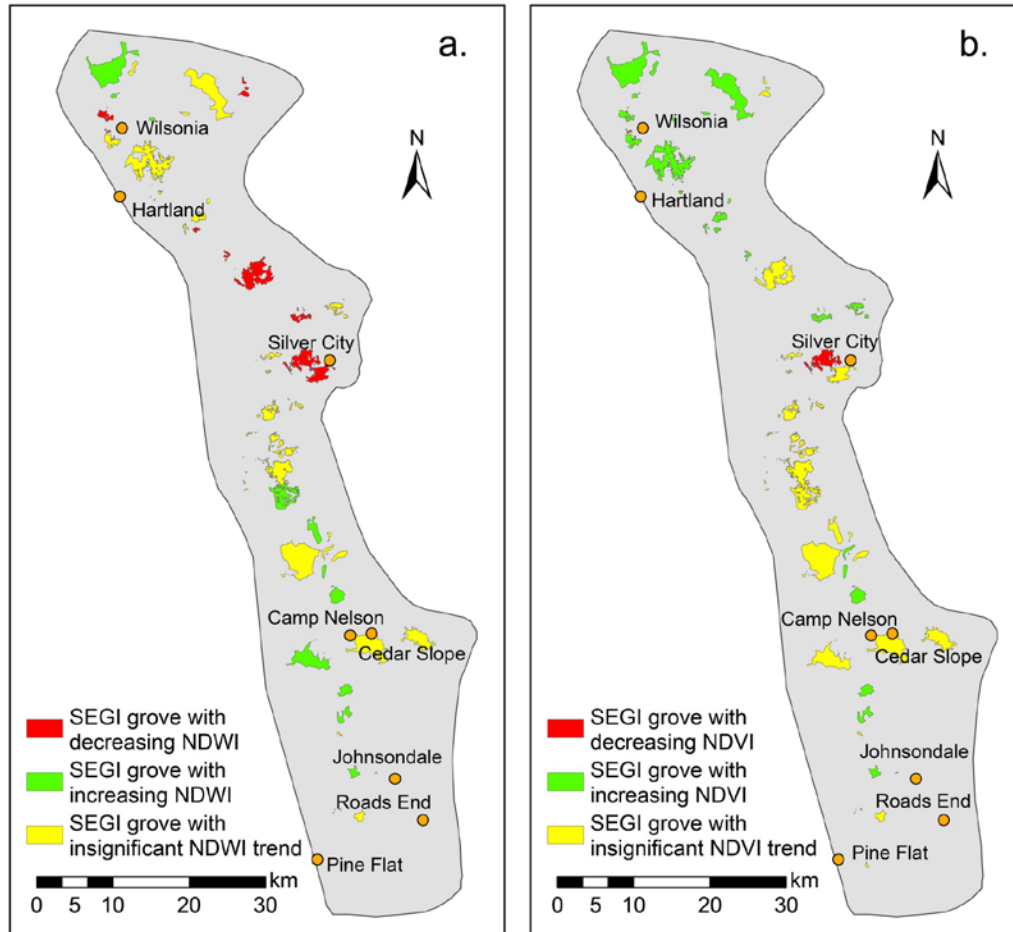 a.
N
Wilsonia
Hartland
Silver City
Camp Nelson
Cedar Slope
Johnsondale
Roads End
Pine Flat
SEGI grove with
decreasing NDWI
SEGI grove with
increasing NDWI
SEGI grove with
insignificant NDWI trend
km
0 5 10 20 30
b.
N
Wilsonia
Hartland
Silver City
Camp Nelson
Cedar Slope
Johnsondale
Roads End
Pine Flat
SEGI grove with
decreasing NDVI
SEGI grove with
increasing NDVI
SEGI grove with
insignificant NDVI trend
km
0 5 10 20 30